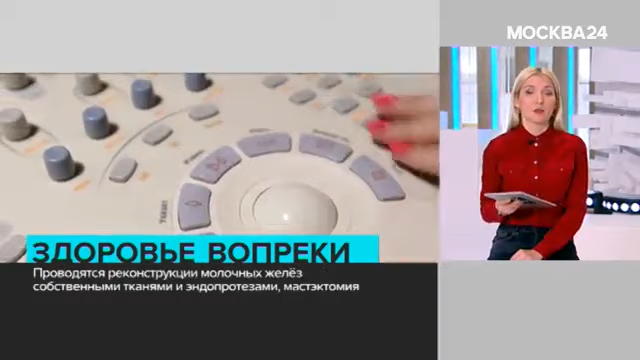 МОСКВА24
ЗДОРОВЬЕ ВОПРЕКИ
Проводятся реконструкции молочных желёз
собственными тканями и эндопротезами, мастэктомия